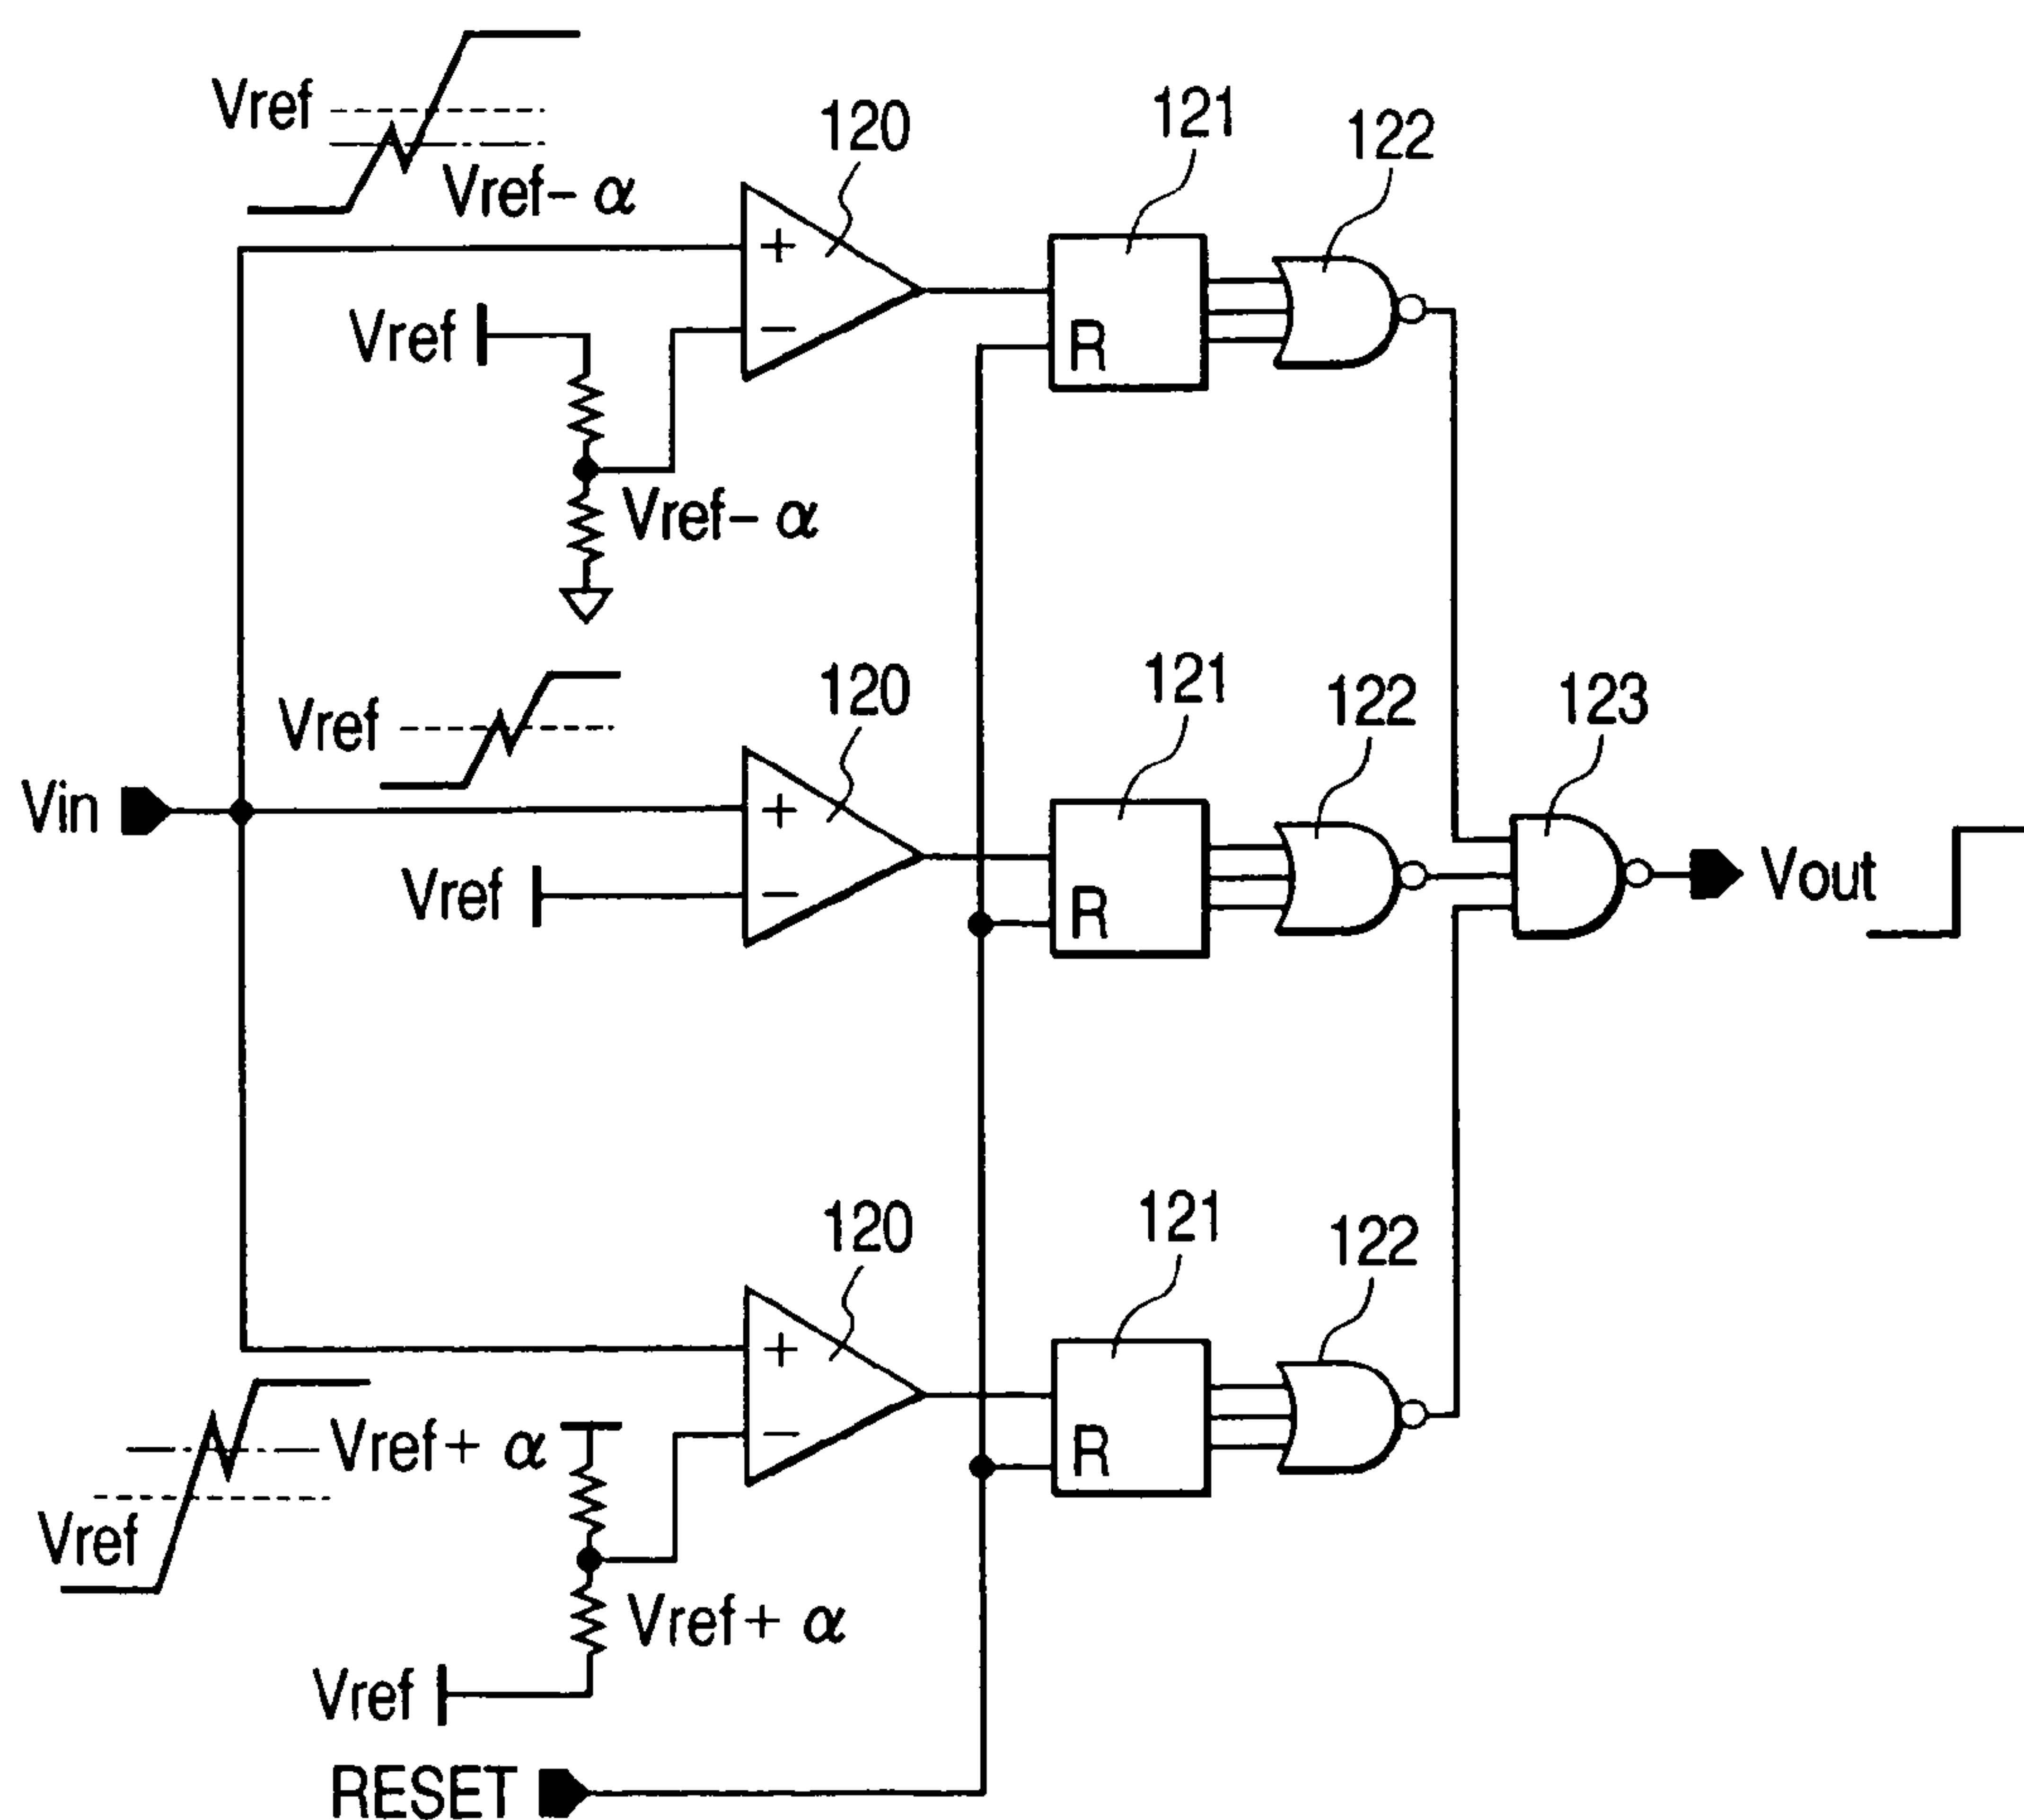 Vref
Vref- α
120
121
122
+
Vref
−
R
Vref- α
Vref
120
121
122
123
Vin
+
Vref
−
R
Vout
120
121
122
+
Vref+ α
−
R
Vref
Vref+ α
Vref
RESET